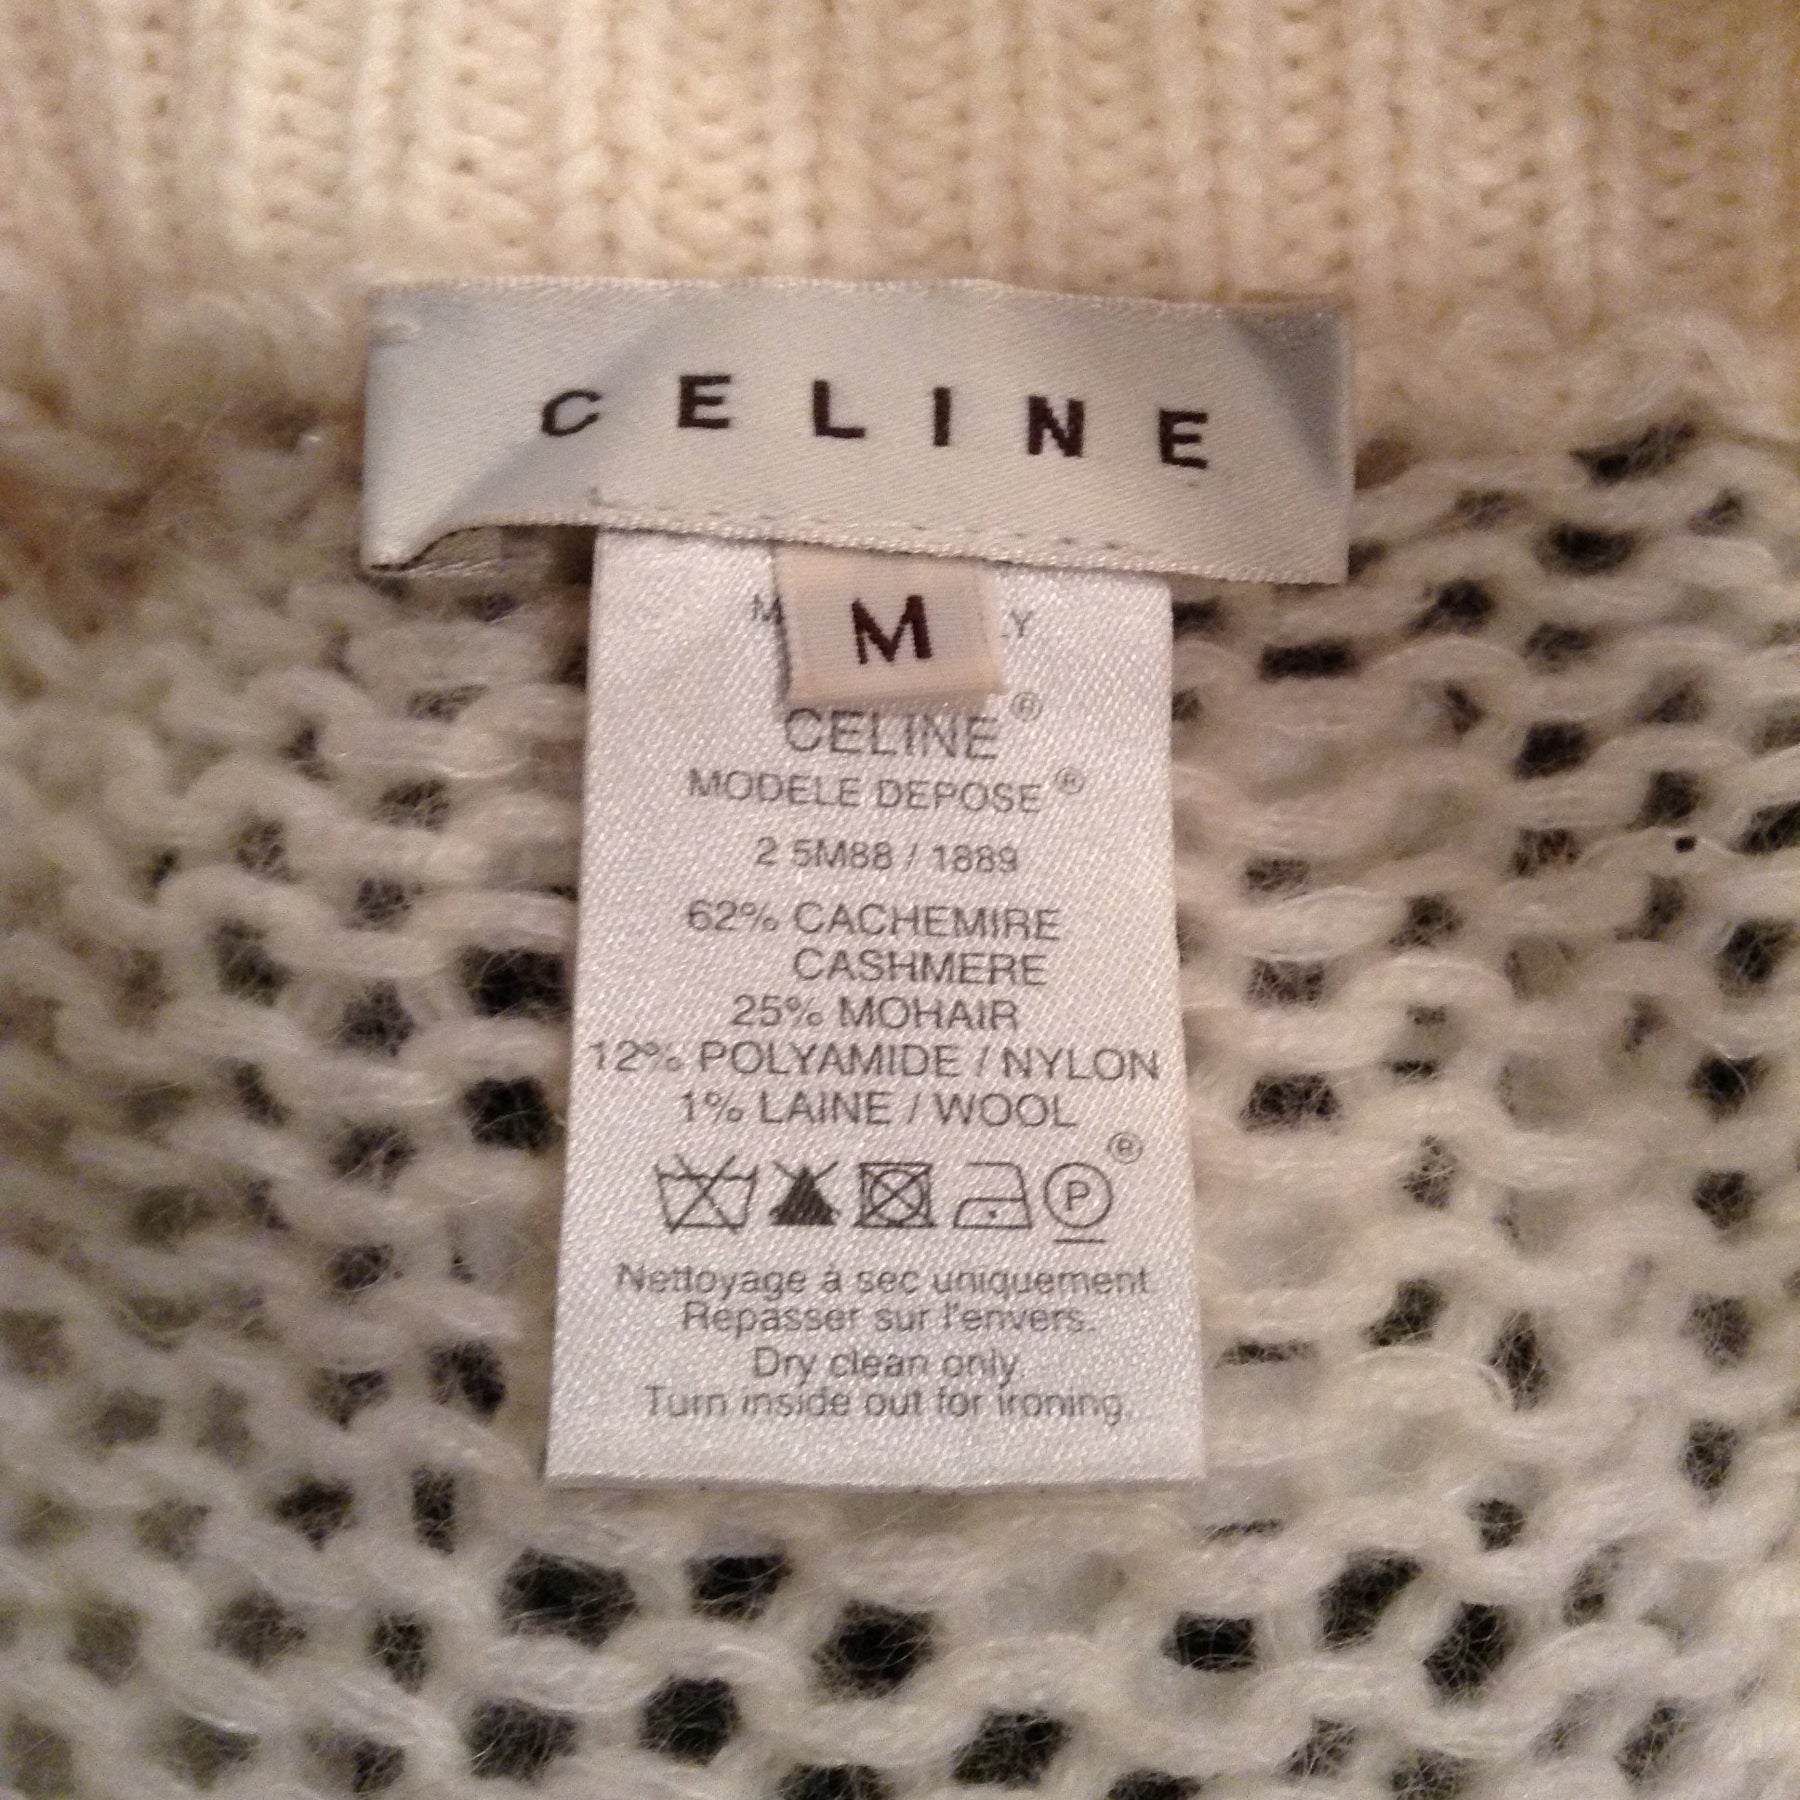 CELINE
M
CELINE®
MODELE DEPOSE®
2 5M88 / 1889
62% CACHEMIRE
CASHMERE
25% MOHAIR
12% POLYAMIDE / NYLON
1% LAINE / WOOL
P ®
Nettoyage à sec uniquement
Repasser sur l'envers.
Dry clean only.
Turn inside out for ironing.